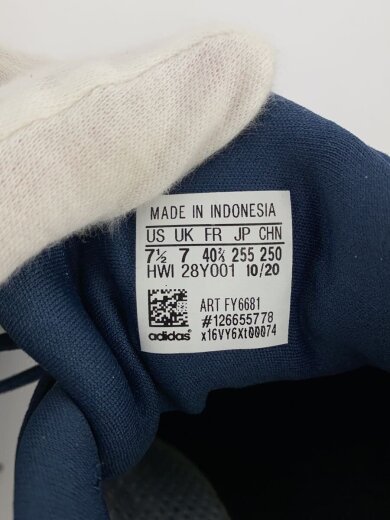 MADE IN INDONESIA
US UK FR JP CHN
7½ 7 40⅔ 255 250
HWI 28Y001 10/20
ART FY6681
#126655778
adidas x16VY6Xt00074